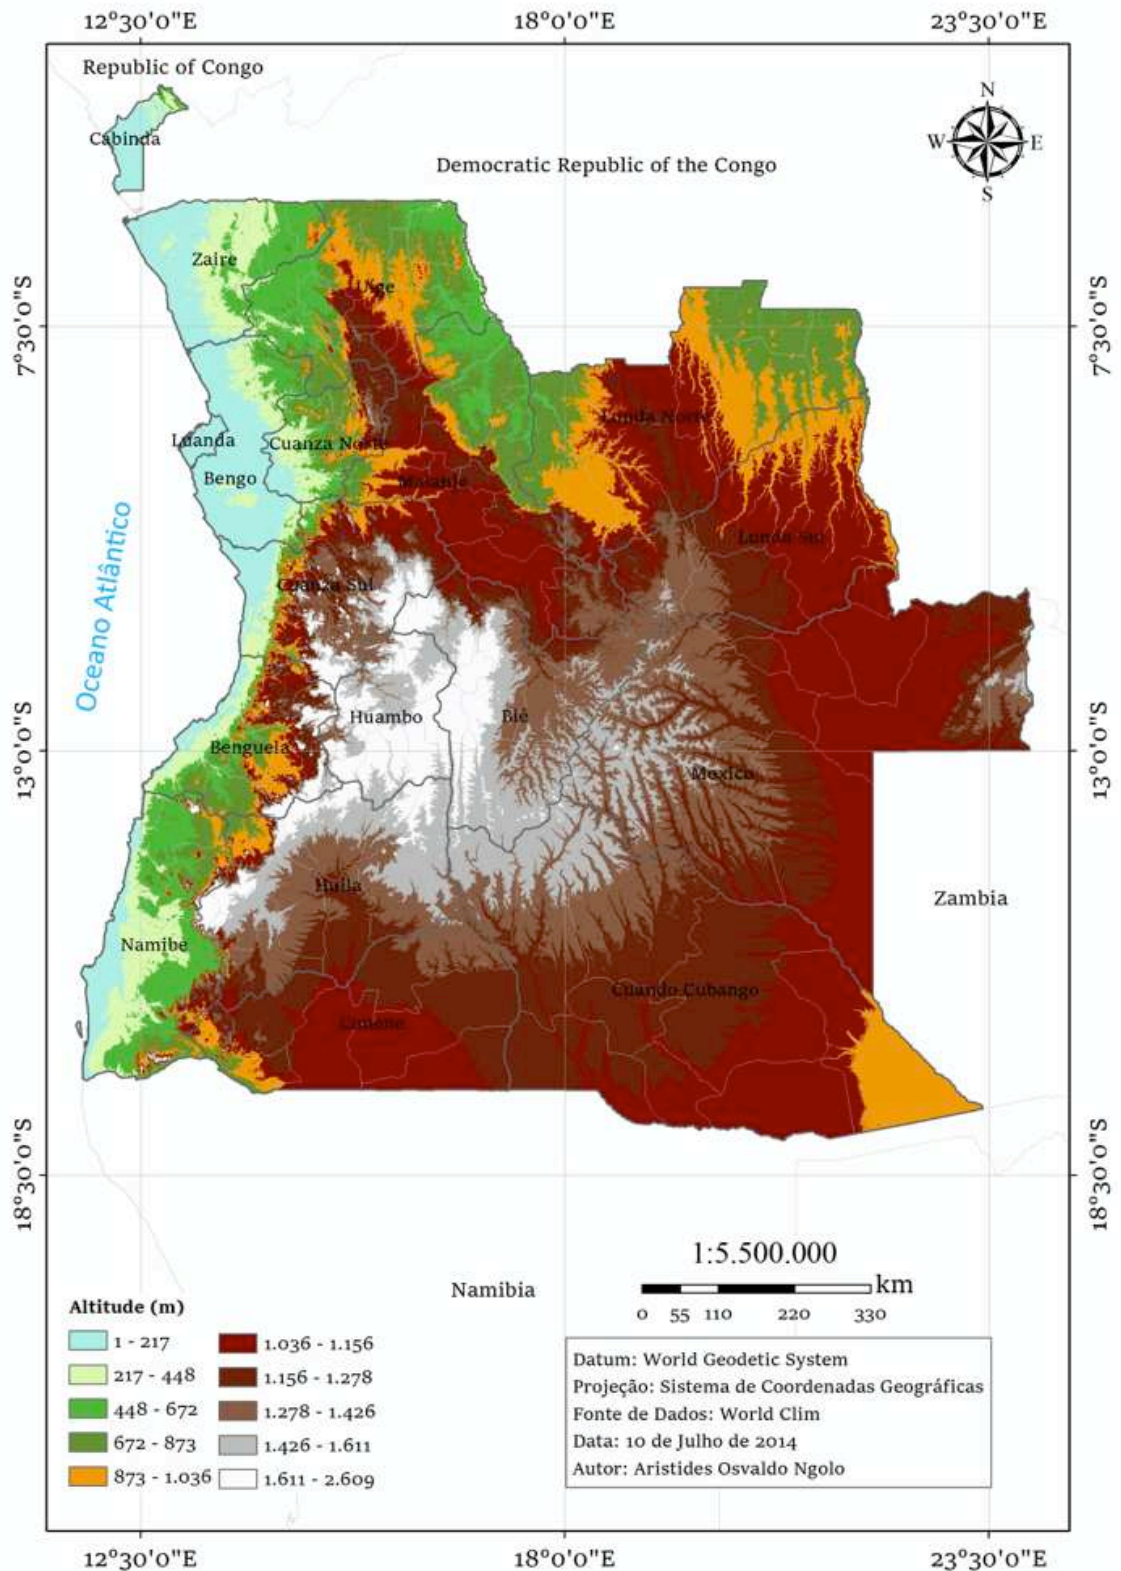 12°30'0"E
18°0'0"E
23°30'0"E
Republic of Congo
N
Cabinda
W
E
Democratic Republic of the Congo
S
Zaire
Uíge
7°30'0"S
7°30'0"S
Lunda Norte
Luanda
Cuanza Norte
Bengo
Malanje
Oceano Atlântico
Lunda Sul
Cuanza Sul
Huambo
Bié
13°0'0"S
13°0'0"S
Benguela
Moxico
Huíla
Zambia
Namibe
Cuando Cubango
Cunene
18°30'0"S
18°30'0"S
1:5.500.000
Namibia
km
0 55 110 220 330
Altitude (m)
1 - 217
217 - 448
448 - 672
672 - 873
873 - 1.036
1.036 - 1.156
1.156 - 1.278
1.278 - 1.426
1.426 - 1.611
1.611 - 2.609
Datum: World Geodetic System
Projeção: Sistema de Coordenadas Geográficas
Fonte de Dados: World Clim
Data: 10 de Julho de 2014
Autor: Aristides Osvaldo Ngolo
12°30'0"E
18°0'0"E
23°30'0"E